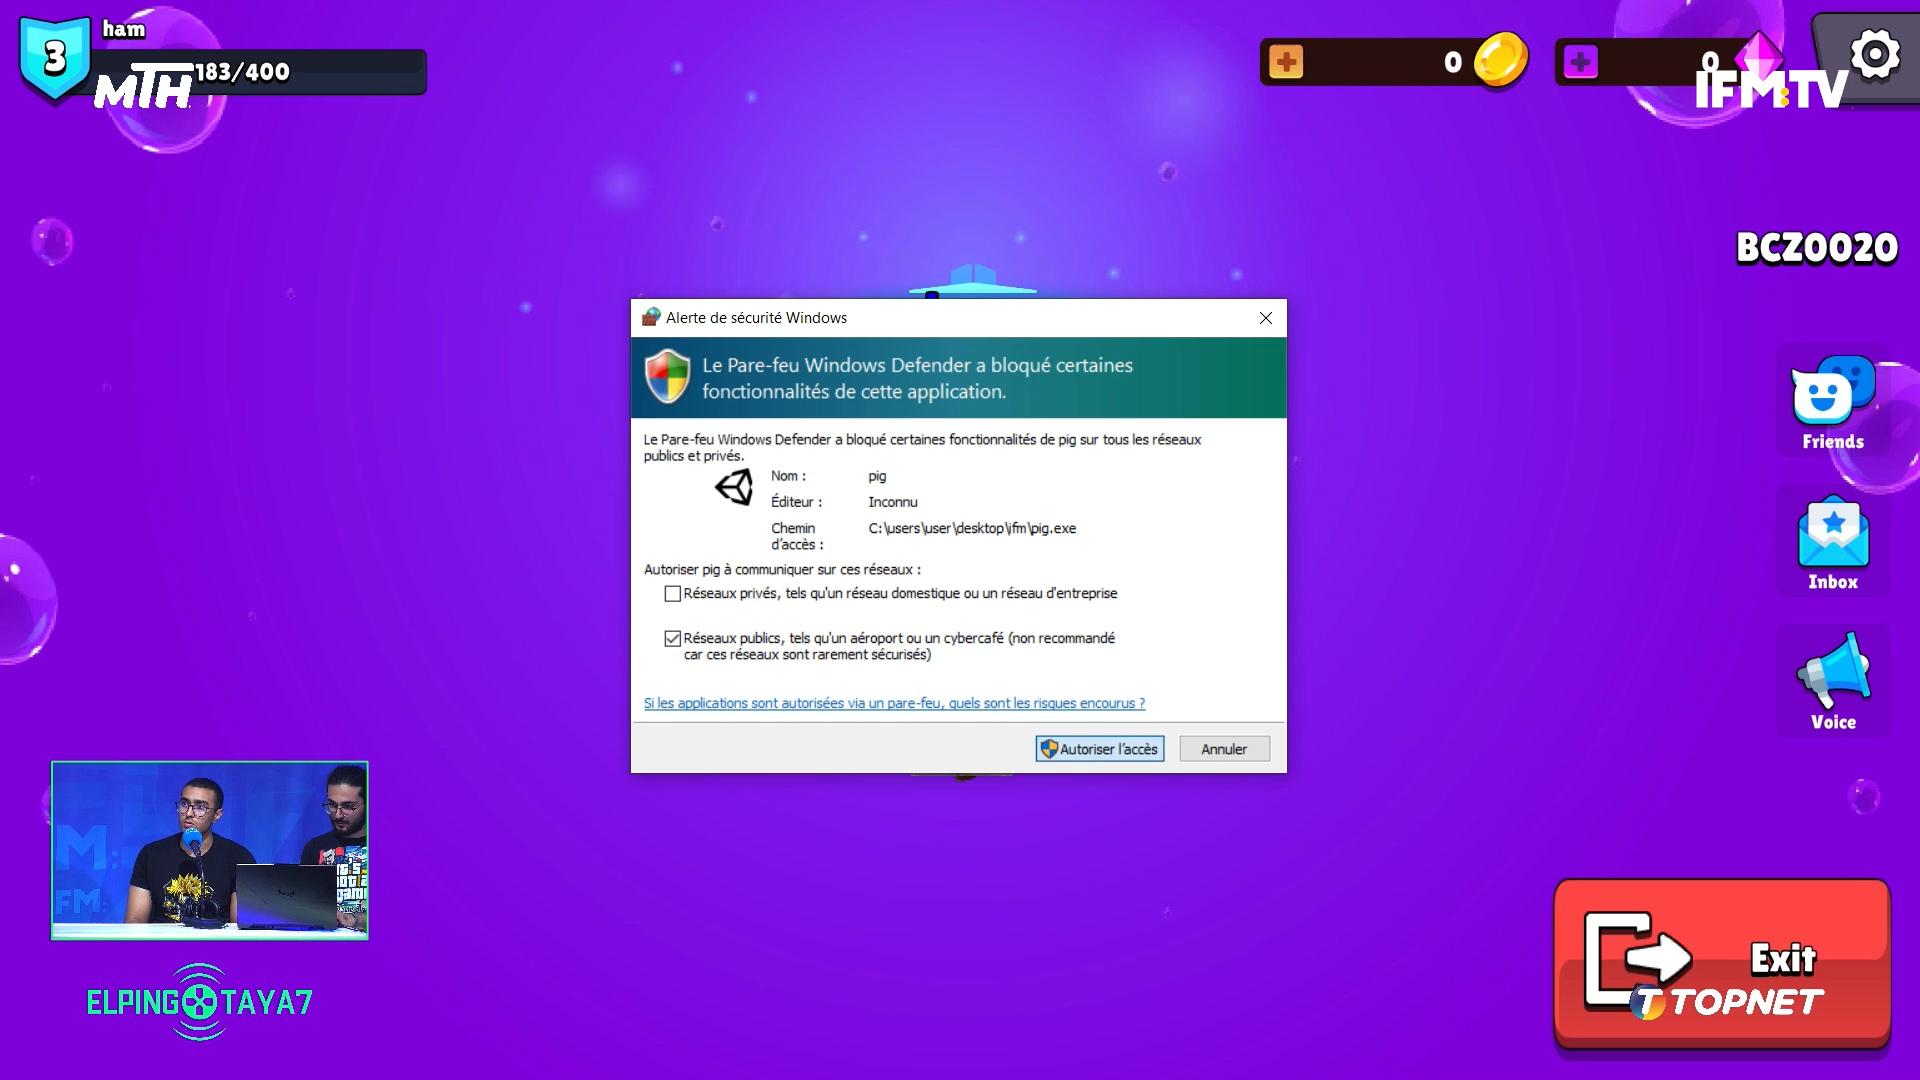 3
ham
183/400
MTH
0
0
IFM:TV
BCZ0020
Alerte de sécurité Windows
Le Pare-feu Windows Defender a bloqué certaines
fonctionnalités de cette application.
Le Pare-feu Windows Defender a bloqué certaines fonctionnalités de pig sur tous les réseaux
publics et privés.
Nom : pig
Éditeur : Inconnu
Chemin C:\users\user\desktop\ifm\pig.exe
d'accès :
Autoriser pig à communiquer sur ces réseaux :
Réseaux privés, tels qu'un réseau domestique ou un réseau d'entreprise
Réseaux publics, tels qu'un aéroport ou un cybercafé (non recommandé
car ces réseaux sont rarement sécurisés)
Si les applications sont autorisées via un pare-feu, quels sont les risques encourus ?
Autoriser l'accès
Annuler
Friends
Inbox
Voice
M:
FM:
ELPING TAYA7
Exit
TOPNET